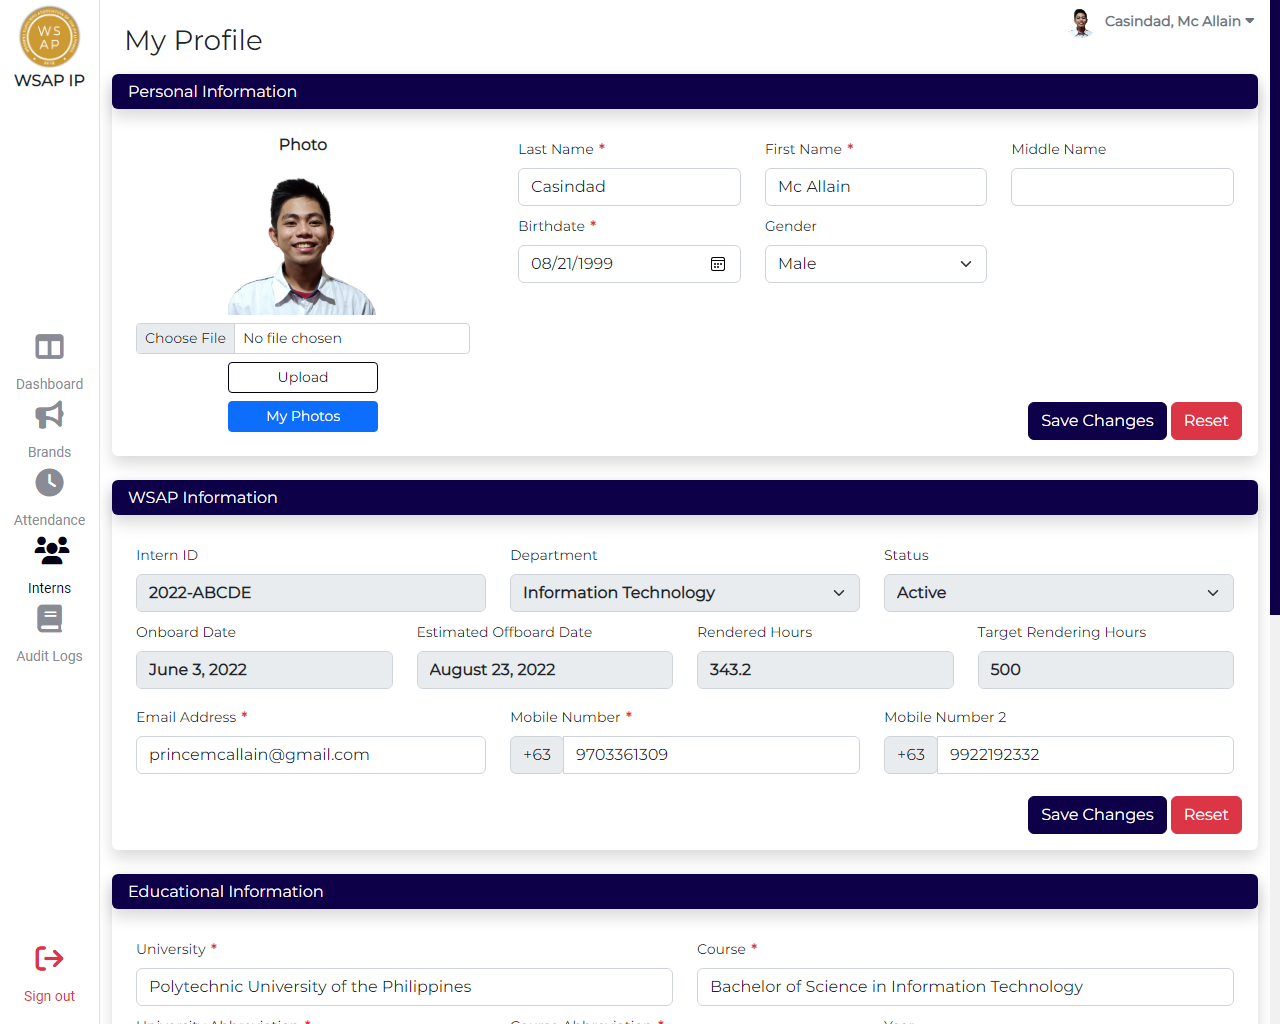 WS
AP
WSAP IP
My Profile
Casindad, Mc Allain
Personal Information
Photo
Last Name *
First Name *
Middle Name
Casindad
Mc Allain
Birthdate *
Gender
08/21/1999
Male
Choose File
No file chosen
Upload
My Photos
Save Changes
Reset
Dashboard
Brands
Attendance
Interns
Audit Logs
Sign out
WSAP Information
Intern ID
Department
Status
2022-ABCDE
Information Technology
Active
Onboard Date
Estimated Offboard Date
Rendered Hours
Target Rendering Hours
June 3, 2022
August 23, 2022
343.2
500
Email Address *
Mobile Number *
Mobile Number 2
princemcallain@gmail.com
+63
9703361309
+63
9922192332
Save Changes
Reset
Educational Information
University *
Course *
Polytechnic University of the Philippines
Bachelor of Science in Information Technology
University Abbreviation *
Course Abbreviation *
Year